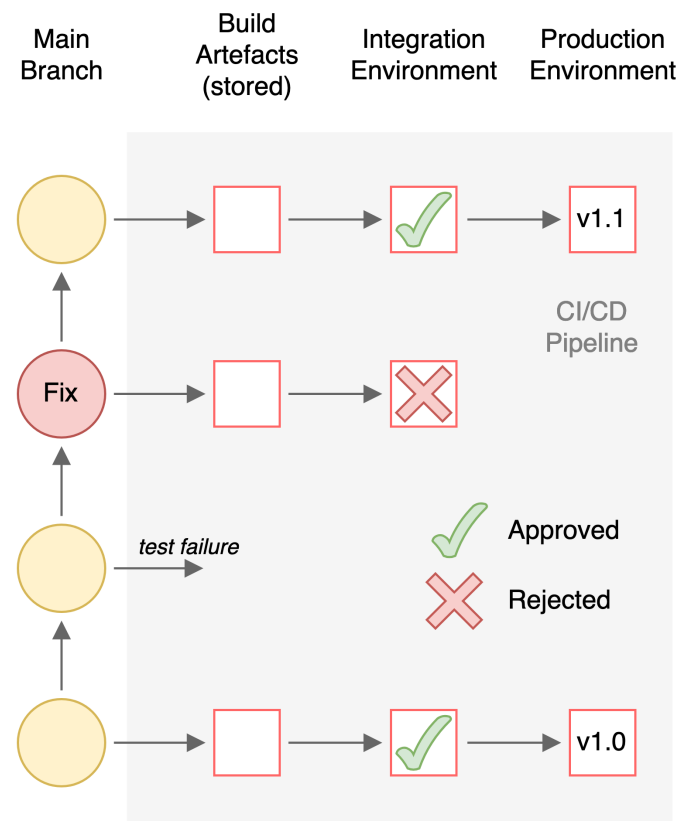 Main
Branch
Build
Artefacts
(stored)
Integration
Environment
Production
Environment
v1.1
CI/CD
Pipeline
Fix
test failure
Approved
Rejected
v1.0